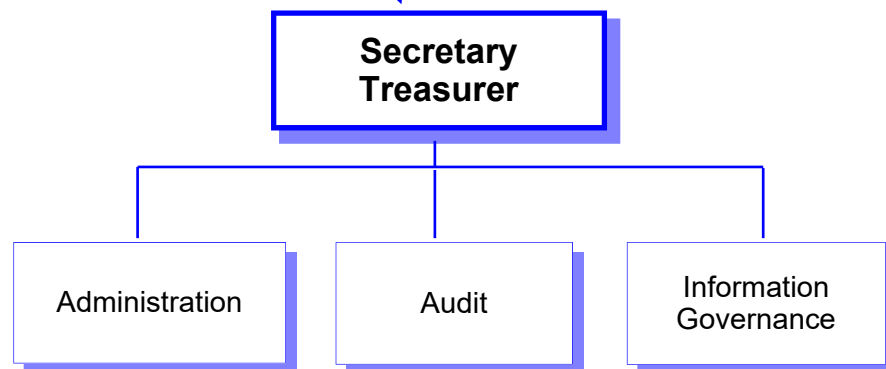 Secretary
Treasurer
Administration
Audit
Information
Governance